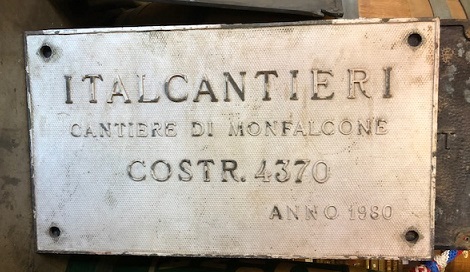 ITALCANTIERI
CANTIERE DI MONFALCONE
COSTR. 4370
ANNO 1980